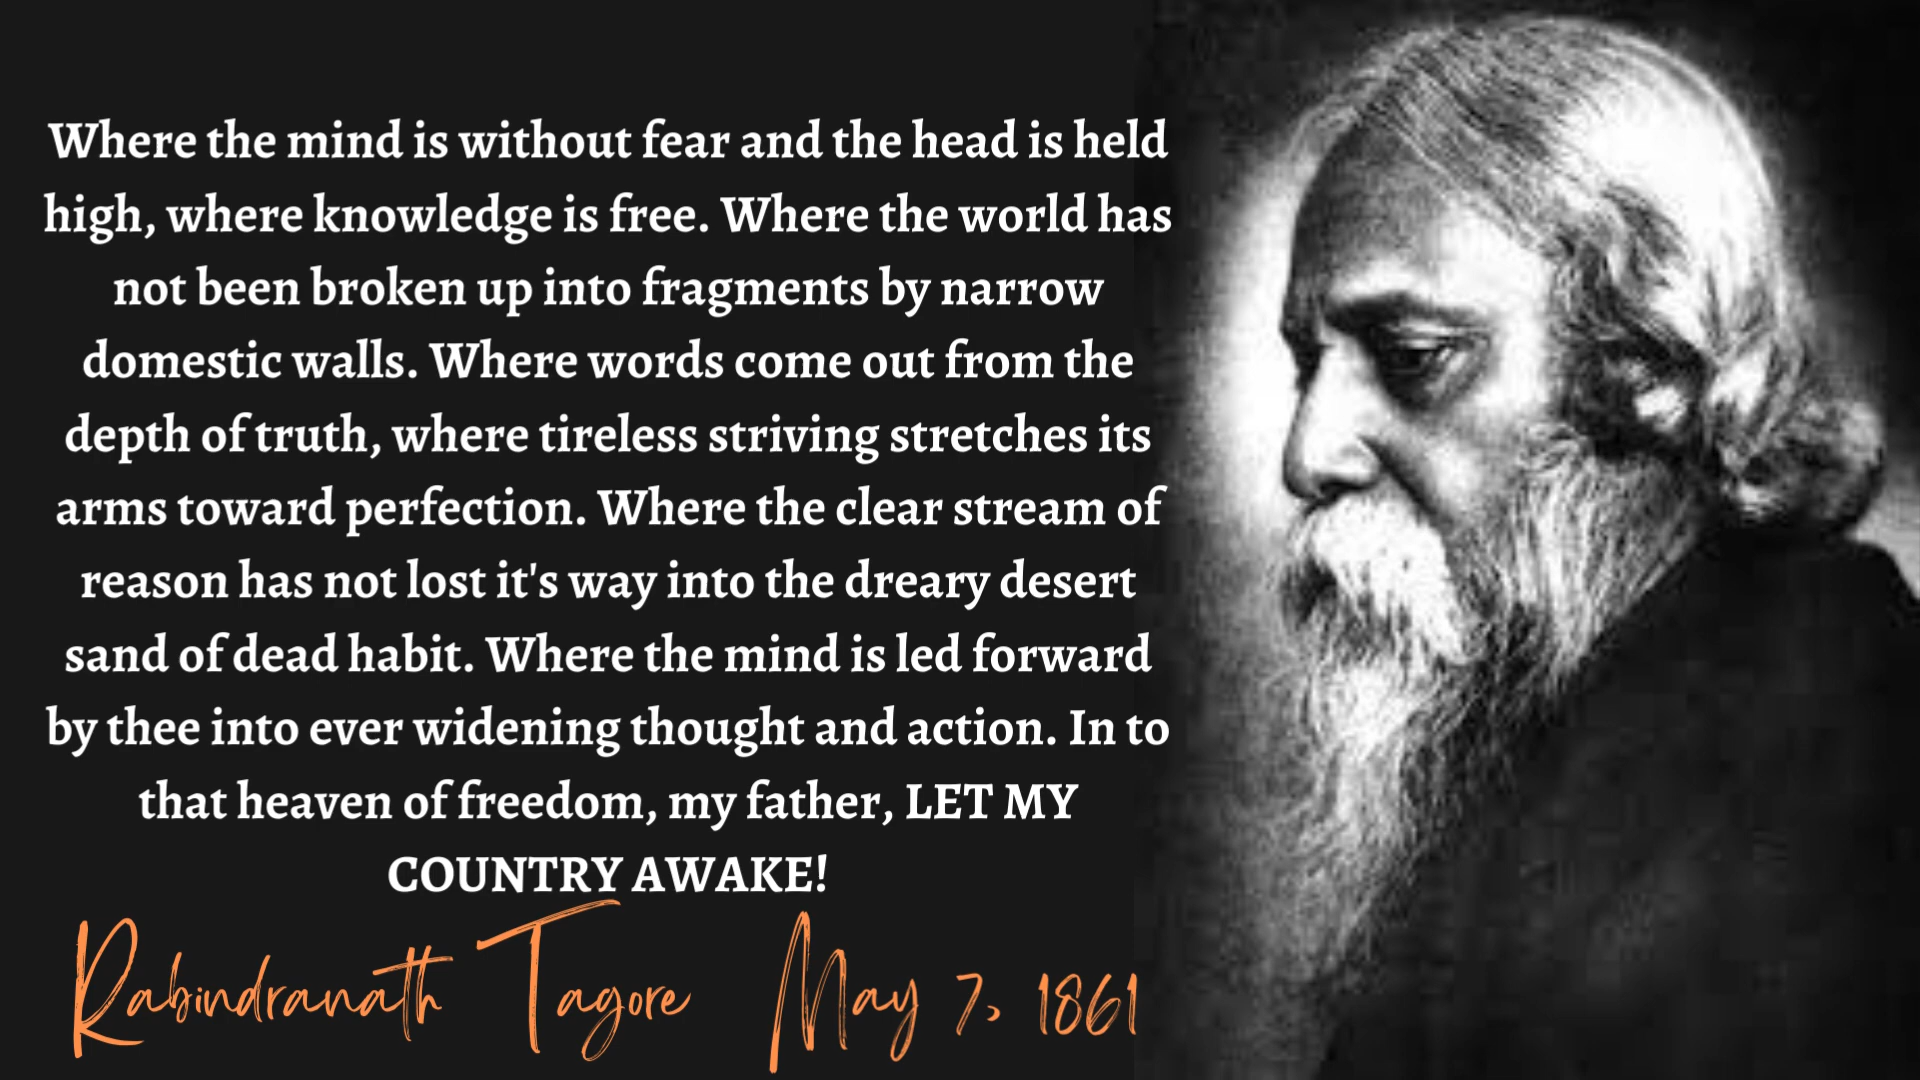 Where the mind is without fear and the head is held
high, where knowledge is free. Where the world has
not been broken up into fragments by narrow
domestic walls. Where words come out from the
depth of truth, where tireless striving stretches its
arms toward perfection. Where the clear stream of
reason has not lost it's way into the dreary desert
sand of dead habit. Where the mind is led forward
by thee into ever widening thought and action. In to
that heaven of freedom, my father, LET MY
COUNTRY AWAKE!
Rabindranath Tagore May 7, 1861